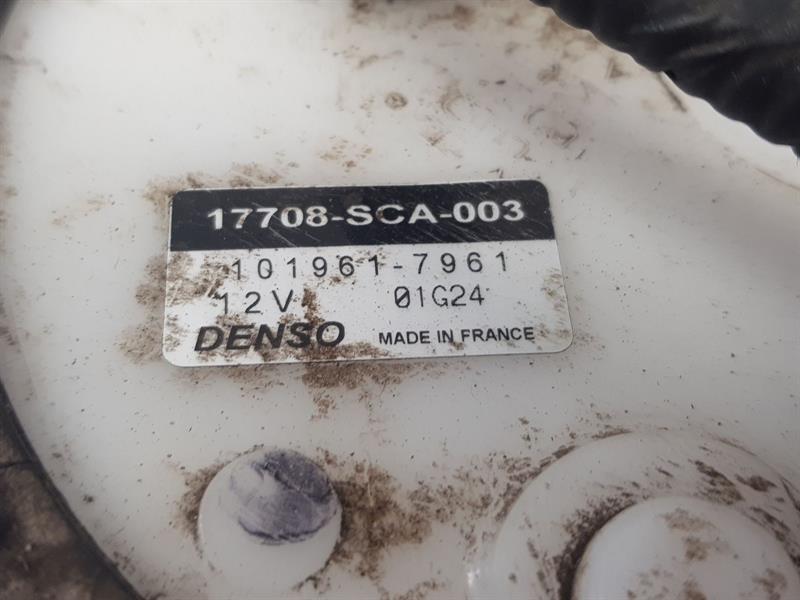 17708-SCA-003
101961-7961
12V 01G24
DENSO MADE IN FRANCE